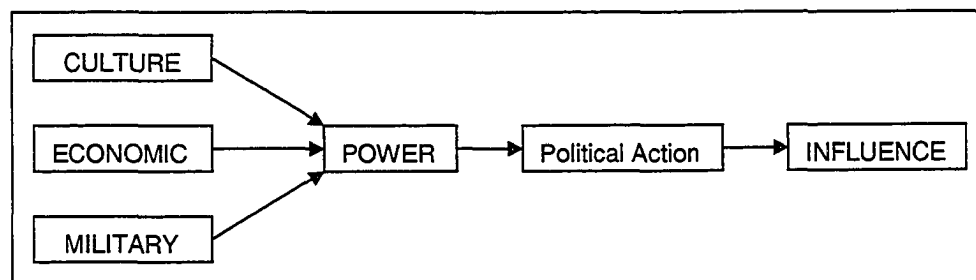 CULTURE
ECONOMIC
POWER
Political Action
INFLUENCE
MILITARY